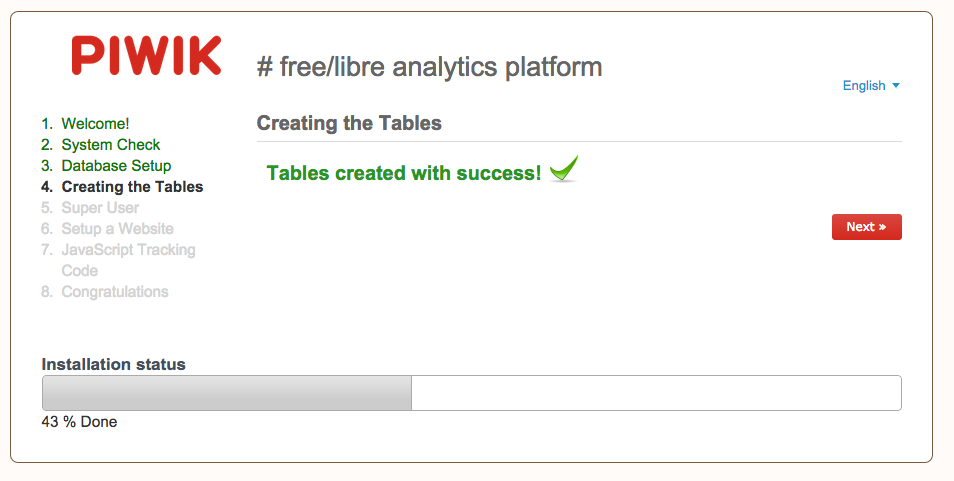 PIWIK
# free/libre analytics platform
English
1. Welcome!
2. System Check
3. Database Setup
4. Creating the Tables
5. Super User
6. Setup a Website
7. JavaScript Tracking
Code
8. Congratulations
Creating the Tables
Tables created with success!
Next »
Installation status
43 % Done